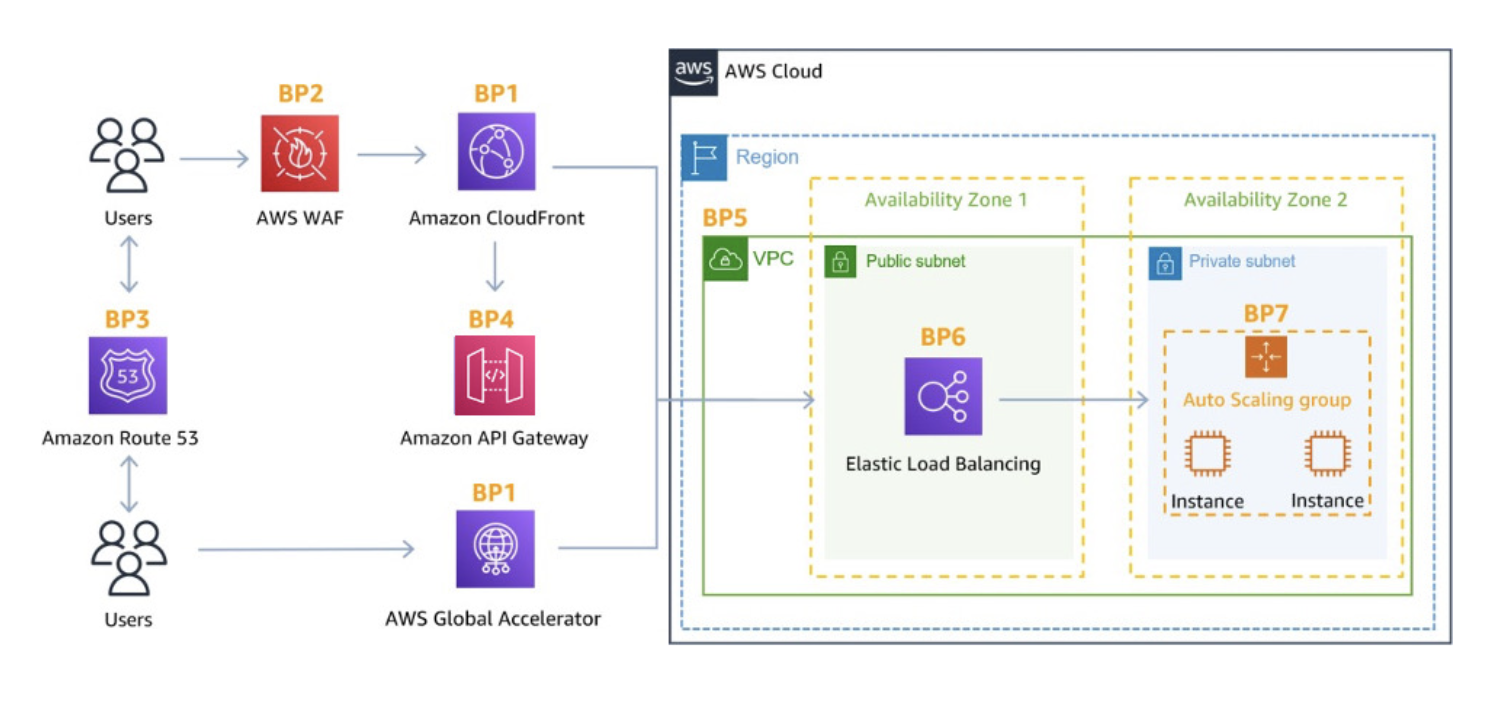 aws
AWS Cloud
BP2
BP1
Region
Users
AWS WAF
Amazon CloudFront
Availability Zone 1
Availability Zone 2
BP5
VPC
Public subnet
Private subnet
BP3
53
Amazon Route 53
BP4
</>
Amazon API Gateway
BP6
Elastic Load Balancing
BP7
Auto Scaling group
Instance
Instance
BP1
Users
AWS Global Accelerator